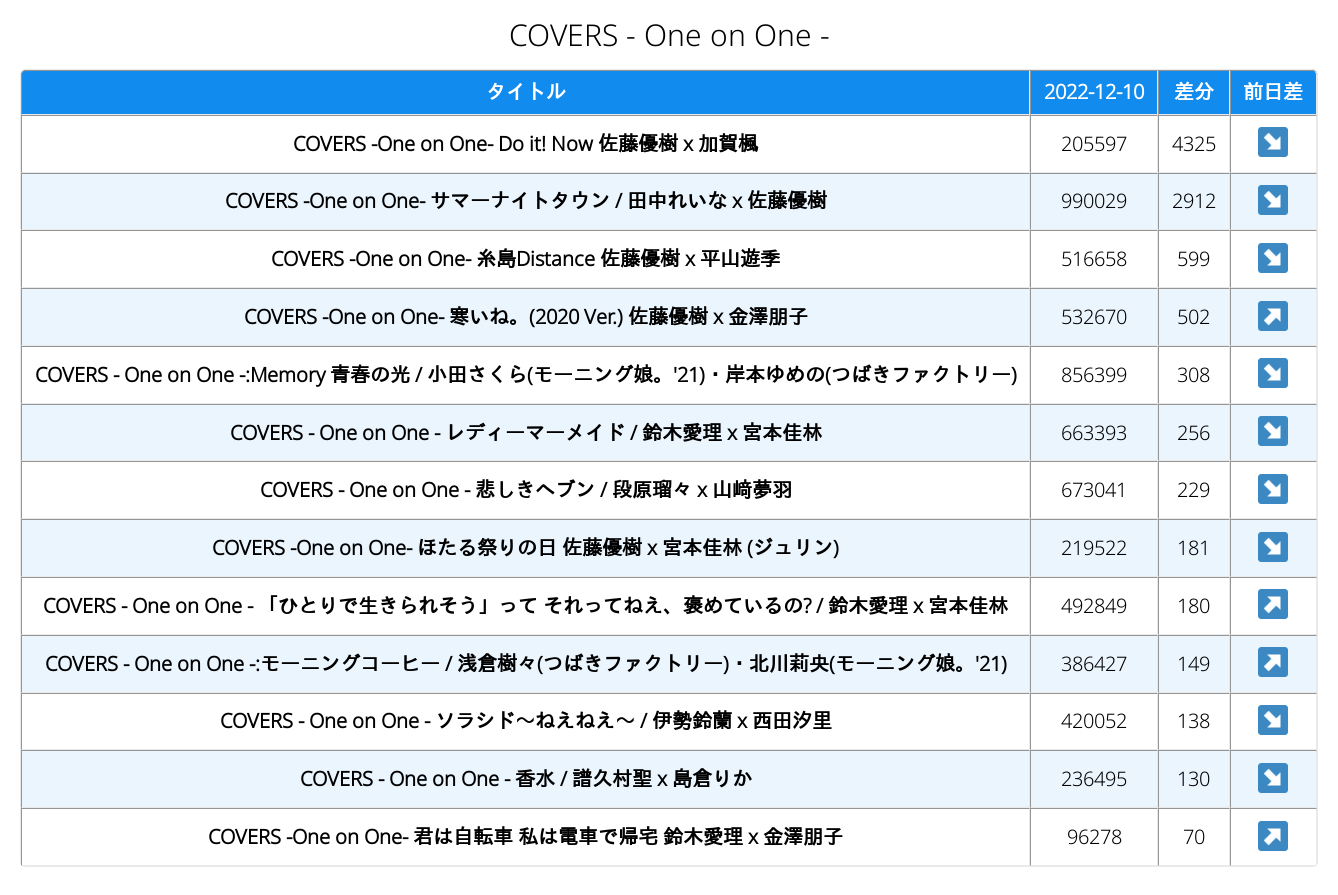 COVERS - One on One -
タイトル 2022-12-10 差分 前日差
COVERS -One on One- Do it! Now 佐藤優樹 x 加賀楓 205597 4325 ↘
COVERS -One on One- サマーナイトタウン / 田中れいな x 佐藤優樹 990029 2912 ↘
COVERS -One on One- 糸島Distance 佐藤優樹 x 平山遊季 516658 599 ↘
COVERS -One on One- 寒いね。(2020 Ver.) 佐藤優樹 x 金澤朋子 532670 502 ↗
COVERS - One on One -:Memory 青春の光 / 小田さくら(モーニング娘。'21)・岸本ゆめの(つばきファクトリー) 856399 308 ↘
COVERS - One on One - レディーマーメイド / 鈴木愛理 x 宮本佳林 663393 256 ↘
COVERS - One on One - 悲しきヘブン / 段原瑠々 x 山﨑夢羽 673041 229 ↘
COVERS -One on One- ほたる祭りの日 佐藤優樹 x 宮本佳林 (ジュリン) 219522 181 ↘
COVERS - One on One - 「ひとりで生きられそう」って それってねえ、褒めているの? / 鈴木愛理 x 宮本佳林 492849 180 ↗
COVERS - One on One -:モーニングコーヒー / 浅倉樹々(つばきファクトリー)・北川莉央(モーニング娘。'21) 386427 149 ↗
COVERS - One on One - ソラシド～ねえねえ～ / 伊勢鈴蘭 x 西田汐里 420052 138 ↘
COVERS - One on One - 香水 / 譜久村聖 x 島倉りか 236495 130 ↘
COVERS -One on One- 君は自転車 私は電車で帰宅 鈴木愛理 x 金澤朋子 96278 70 ↗